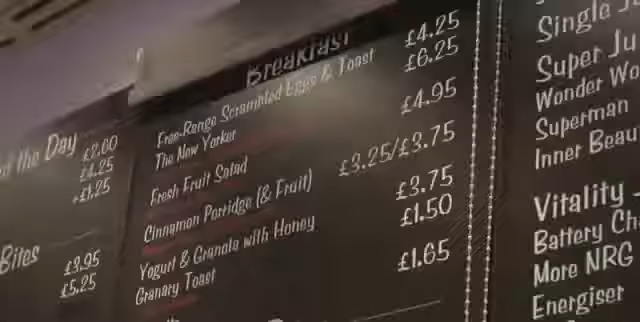 of the Day
£2.60
£4.25
+£1.25
Bites
£3.95
£5.25
Breakfast
Free-Range Scrambled Eggs & Toast £4.25
The New Yorker £6.25
Fresh Fruit Salad £4.95
Cinnamon Porridge (& Fruit) £3.25/£3.75
Yogurt & Granola with Honey £3.75
Granary Toast £1.50
£1.65
Single J
Super Ju
Wonder Wo
Superman
Inner Beau
Vitality
Battery Ch
More NRG
Energiser